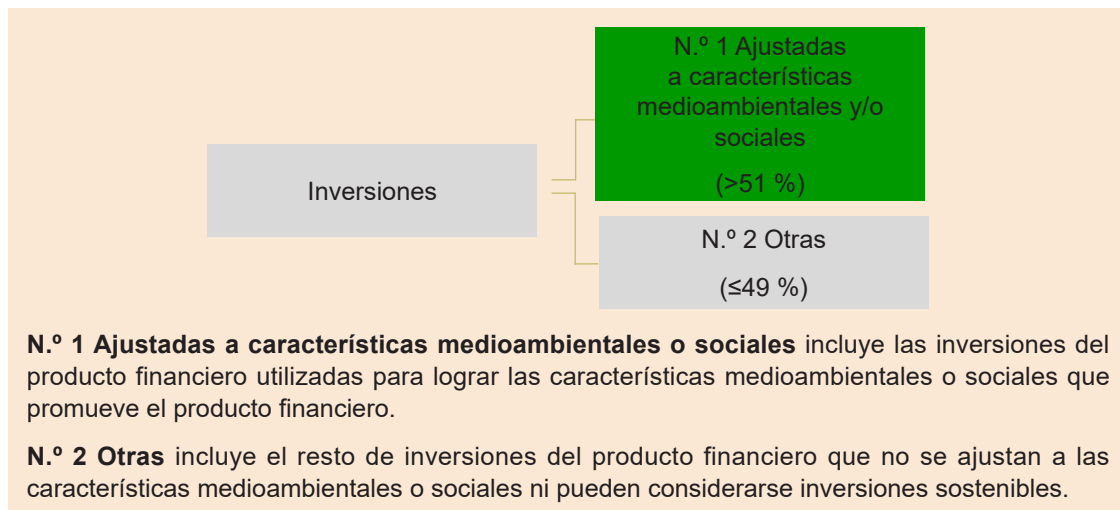 N.º 1 Ajustadas
a características
medioambientales y/o
sociales
(>51 %)
Inversiones
N.º 2 Otras
(≤49 %)
N.º 1 Ajustadas a características medioambientales o sociales incluye las inversiones del
producto financiero utilizadas para lograr las características medioambientales o sociales que
promueve el producto financiero.
N.º 2 Otras incluye el resto de inversiones del producto financiero que no se ajustan a las
características medioambientales o sociales ni pueden considerarse inversiones sostenibles.